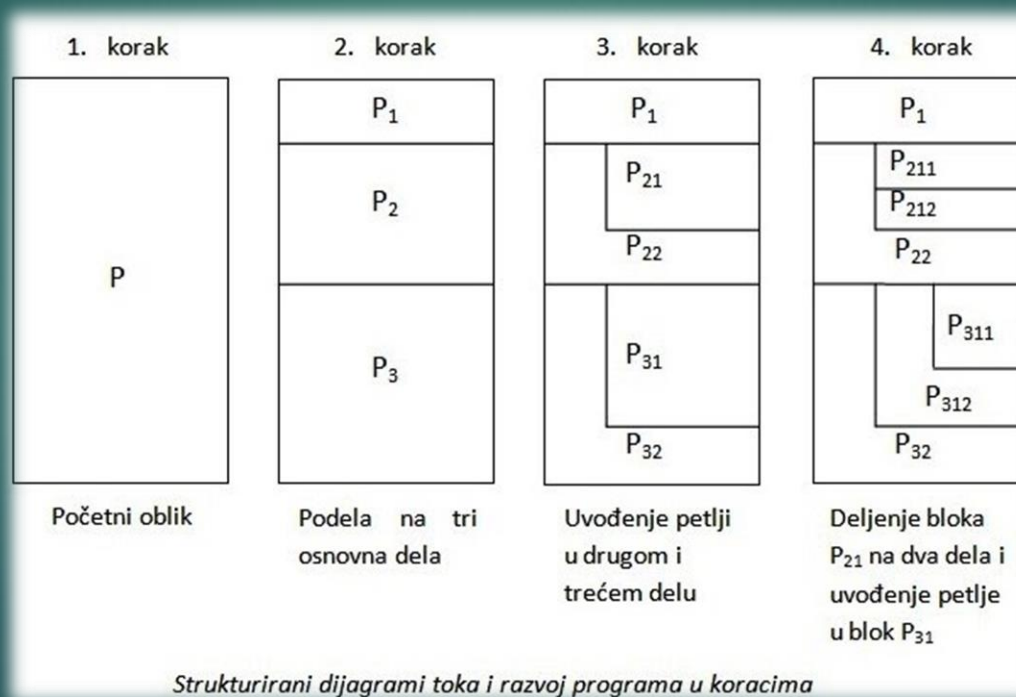 1. korak
2. korak
3. korak
4. korak
P
P₁
P₂
P₃
P₁
P₂₁
P₂₂
P₃₁
P₃₂
P₁
P₂₁₁
P₂₁₂
P₂₂
P₃₁₁
P₃₁₂
P₃₂
Početni oblik
Podela na tri
osnovna dela
Uvođenje petlji
u drugom i
trećem delu
Deljenje bloka
P₂₁ na dva dela i
uvođenje petlje
u blok P₃₁
Strukturirani dijagrami toka i razvoj programa u koracima